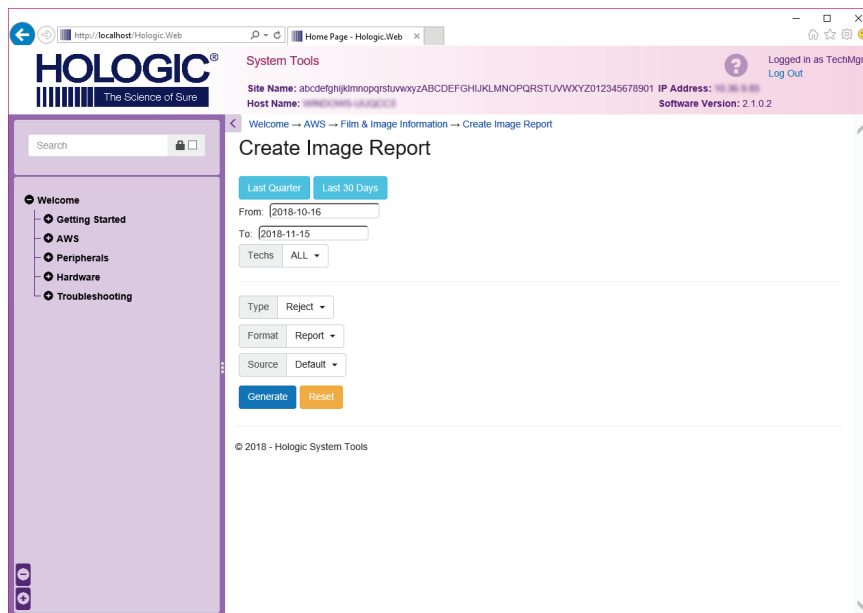 http://localhost/Hologic.Web
Home Page - Hologic.Web
HOLOGIC®
The Science of Sure
System Tools
Logged in as TechMgr
Log Out
Site Name: abcdefghijklmnopqrstuvwxyzABCDEFGHIJKLMNOPQRSTUVWXYZ012345678901 IP Address:
Host Name:
Software Version: 2.1.0.2
Welcome → AWS → Film & Image Information → Create Image Report
Search
Create Image Report
Last Quarter Last 30 Days
From: 2018-10-16
To: 2018-11-15
Techs ALL
Type Reject
Format Report
Source Default
Generate Reset
© 2018 - Hologic System Tools
Welcome
Getting Started
AWS
Peripherals
Hardware
Troubleshooting